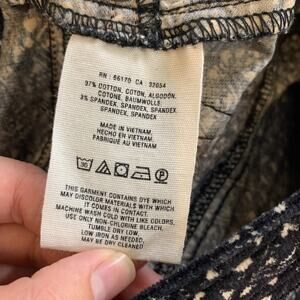 RN : 66170 CA : 32054
97% COTTON, COTON, ALGODÓN,
COTONE, BAUMWOLLE;
3% SPANDEX, SPANDEX, SPANDEX
SPANDEX, SPANDEX
MADE IN VIETNAM,
HECHO EN VIETNAM,
FABRIQUÉ AU VIETNAM
THIS GARMENT CONTAINS DYE WHICH
MAY DISCOLOR MATERIALS WITH WHICH
IT COMES IN CONTACT.
MACHINE WASH COLD WITH LIKE COLORS,
USE ONLY NON-CHLORINE BLEACH,
TUMBLE DRY LOW,
LOW IRON AS NEEDED,
MAY BE DRY CLEANED